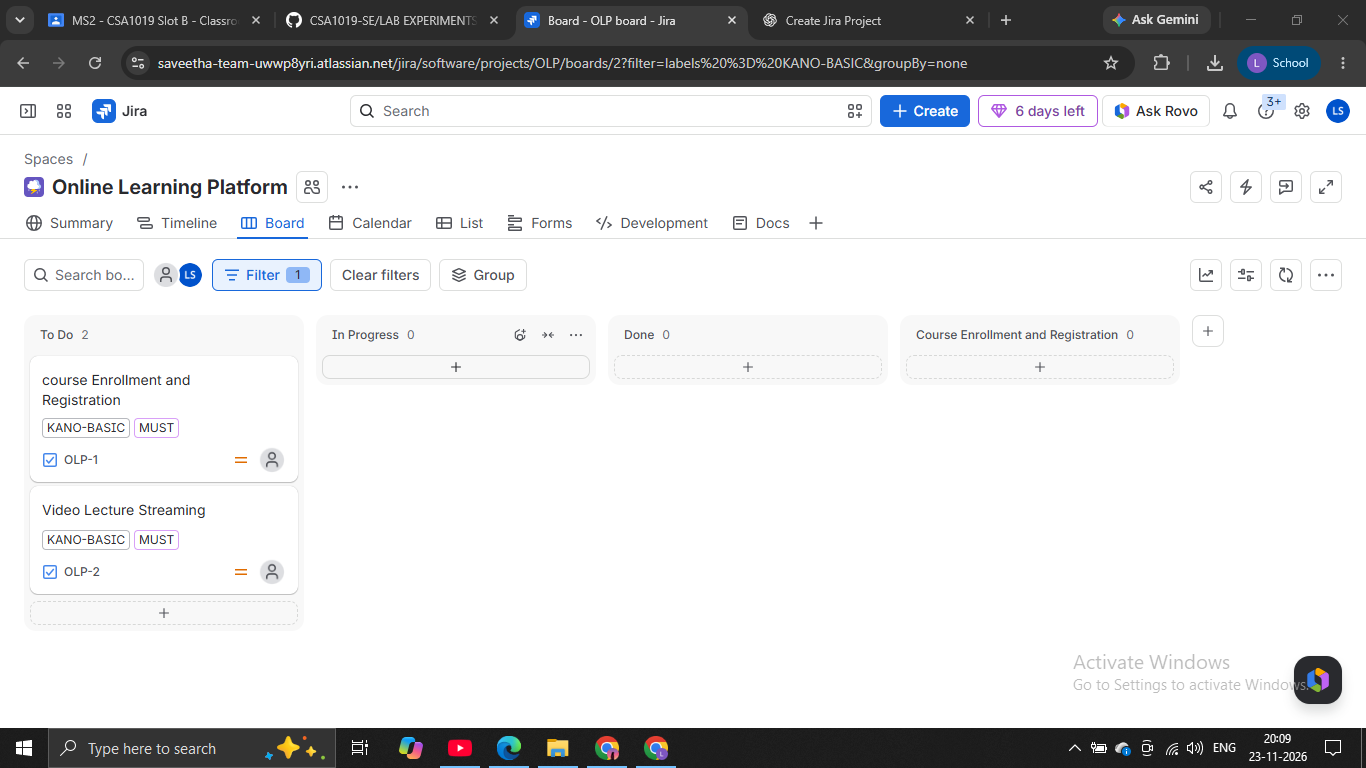 MS2 - CSA1019 Slot B - Classro
CSA1019-SE/LAB EXPERIMENTS
Board - OLP board - Jira
Create Jira Project
Ask Gemini
saveetha-team-uwwp8yri.atlassian.net/jira/software/projects/OLP/boards/2?filter=labels%20%3D%20KANO-BASIC&groupBy=none
L School
Jira
Search
+ Create
6 days left
Ask Rovo
3+
LS
Spaces /
Online Learning Platform
Summary
Timeline
Board
Calendar
List
Forms
Development
Docs
Search bo...
LS
Filter 1
Clear filters
Group
To Do 2
In Progress 0
Done 0
Course Enrollment and Registration 0
course Enrollment and
Registration
KANO-BASIC MUST
OLP-1
Video Lecture Streaming
KANO-BASIC MUST
OLP-2
Activate Windows
Go to Settings to activate Windows.
Type here to search
ENG
20:09
23-11-2026